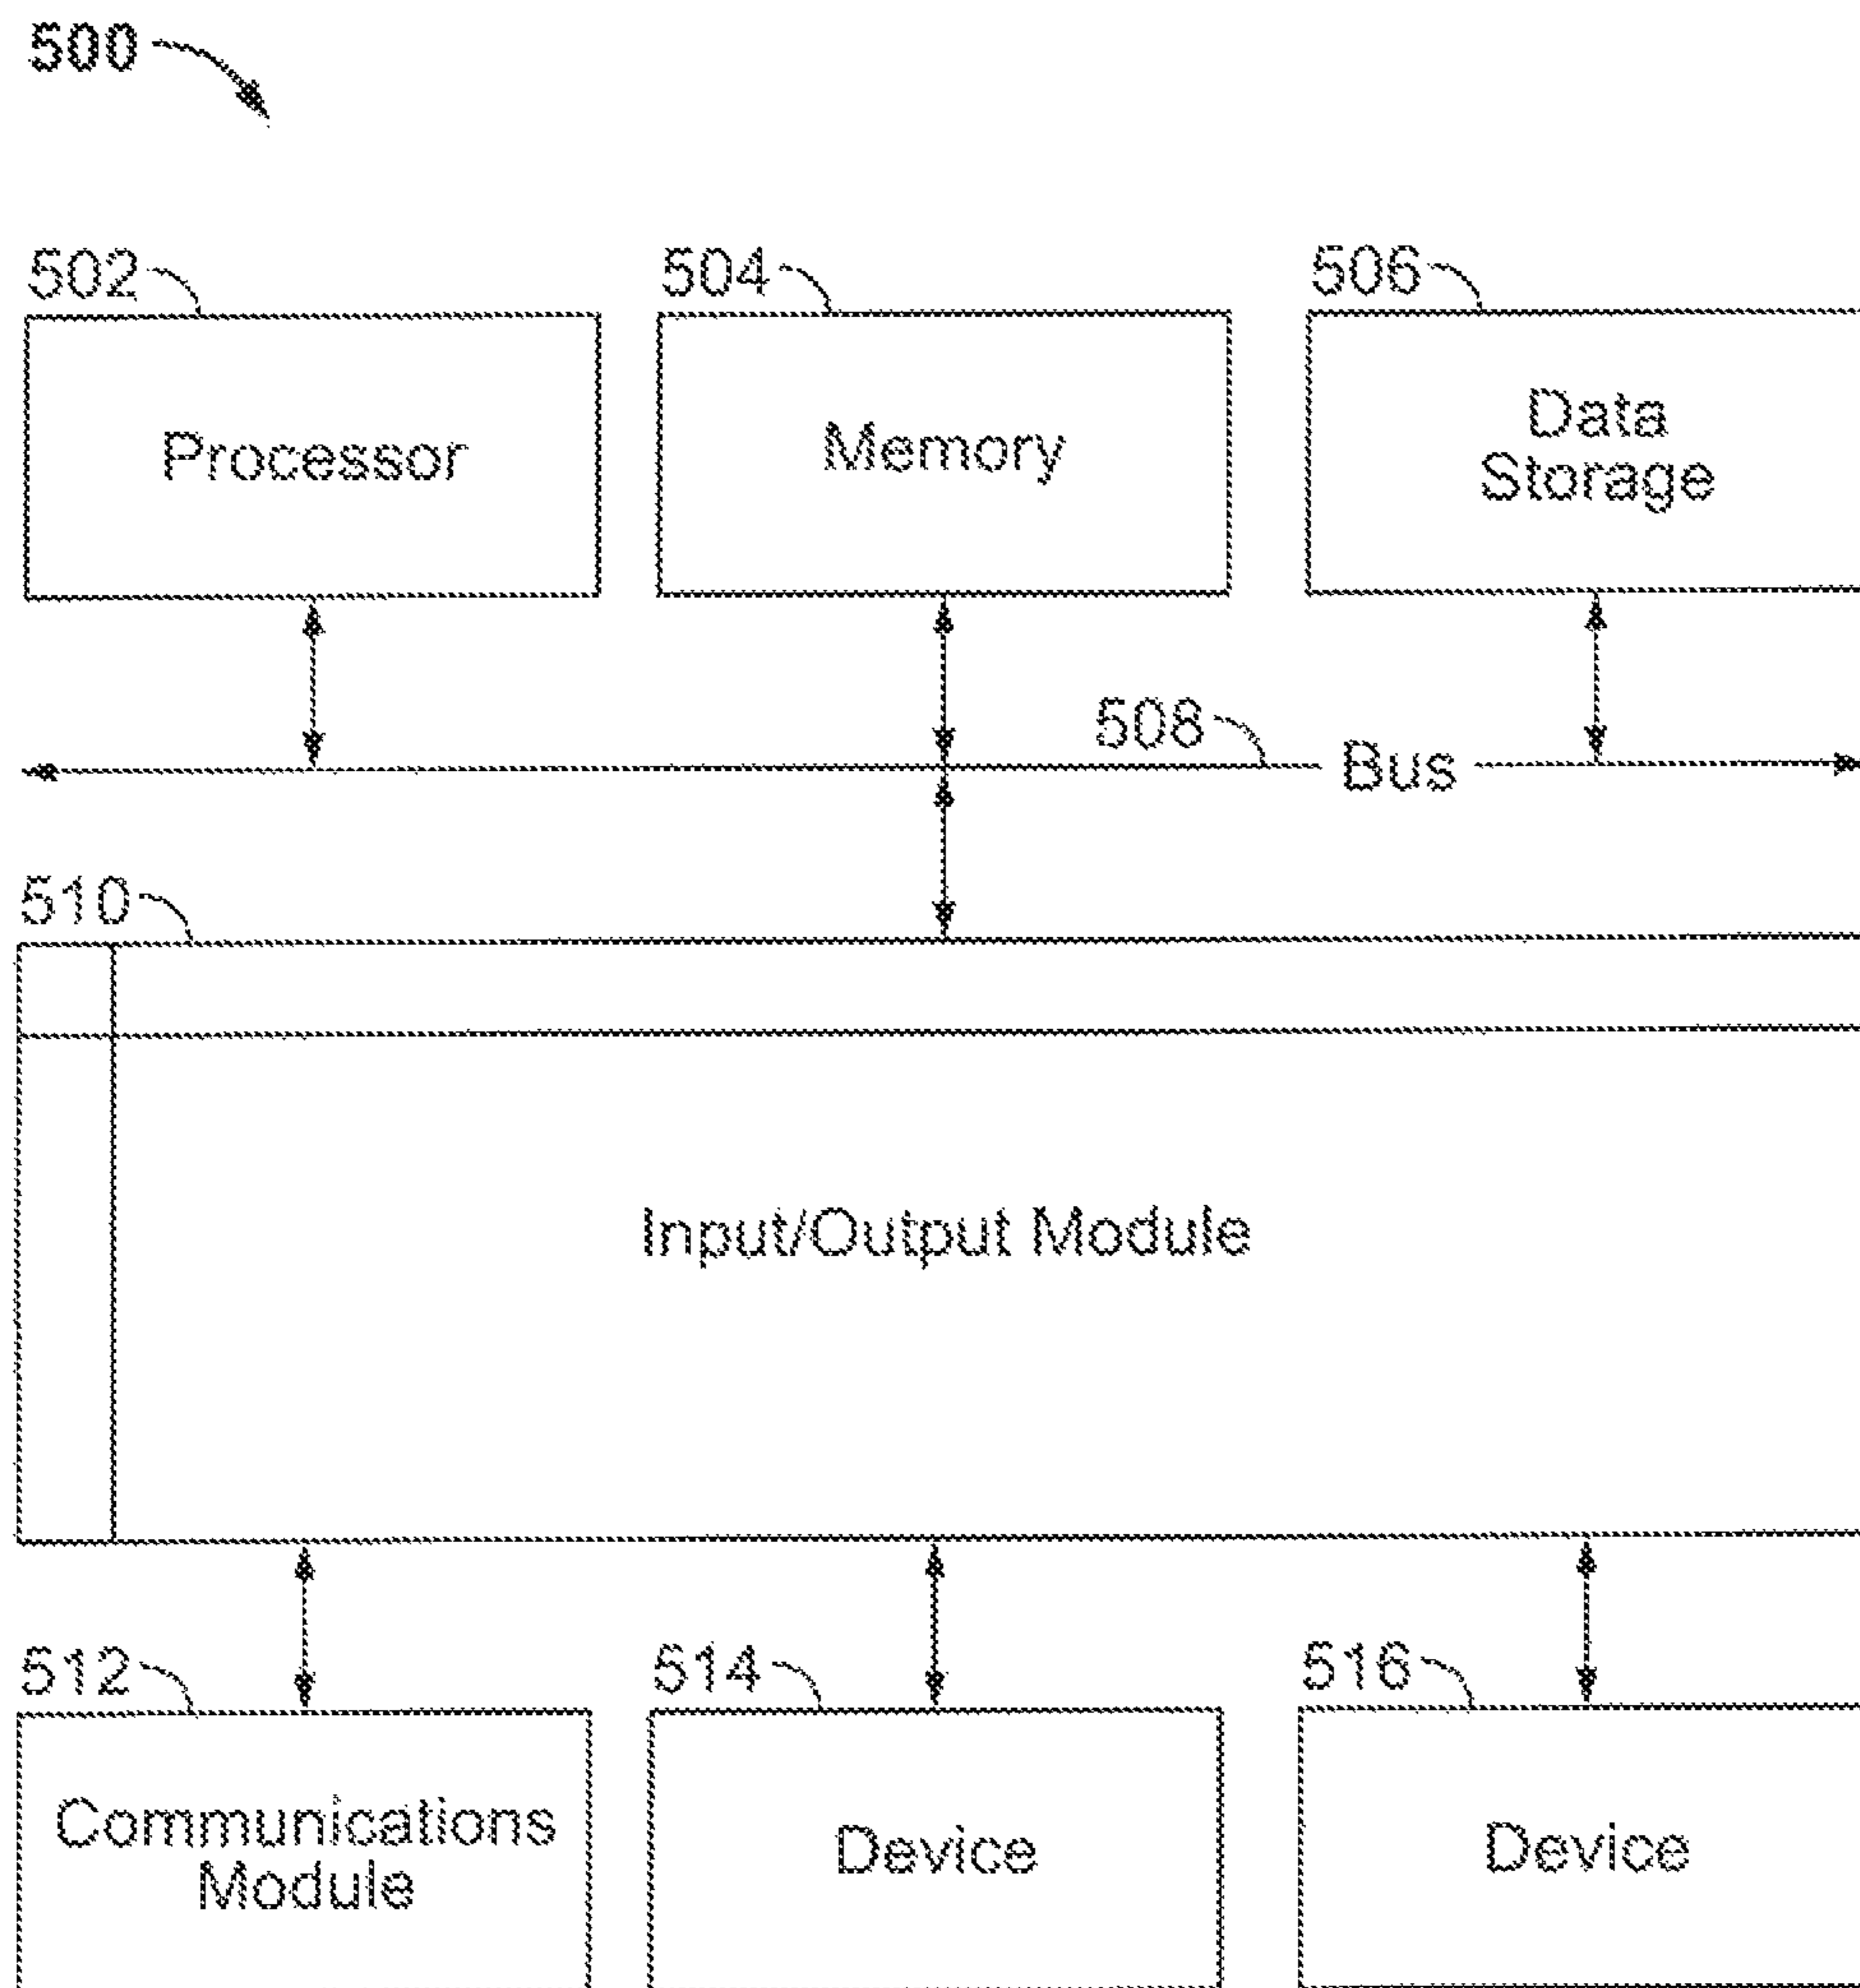 500
502
504
506
Processor
Memory
Data
Storage
508
Bus
510
Input/Output Module
512
514
516
Communications
Module
Device
Device